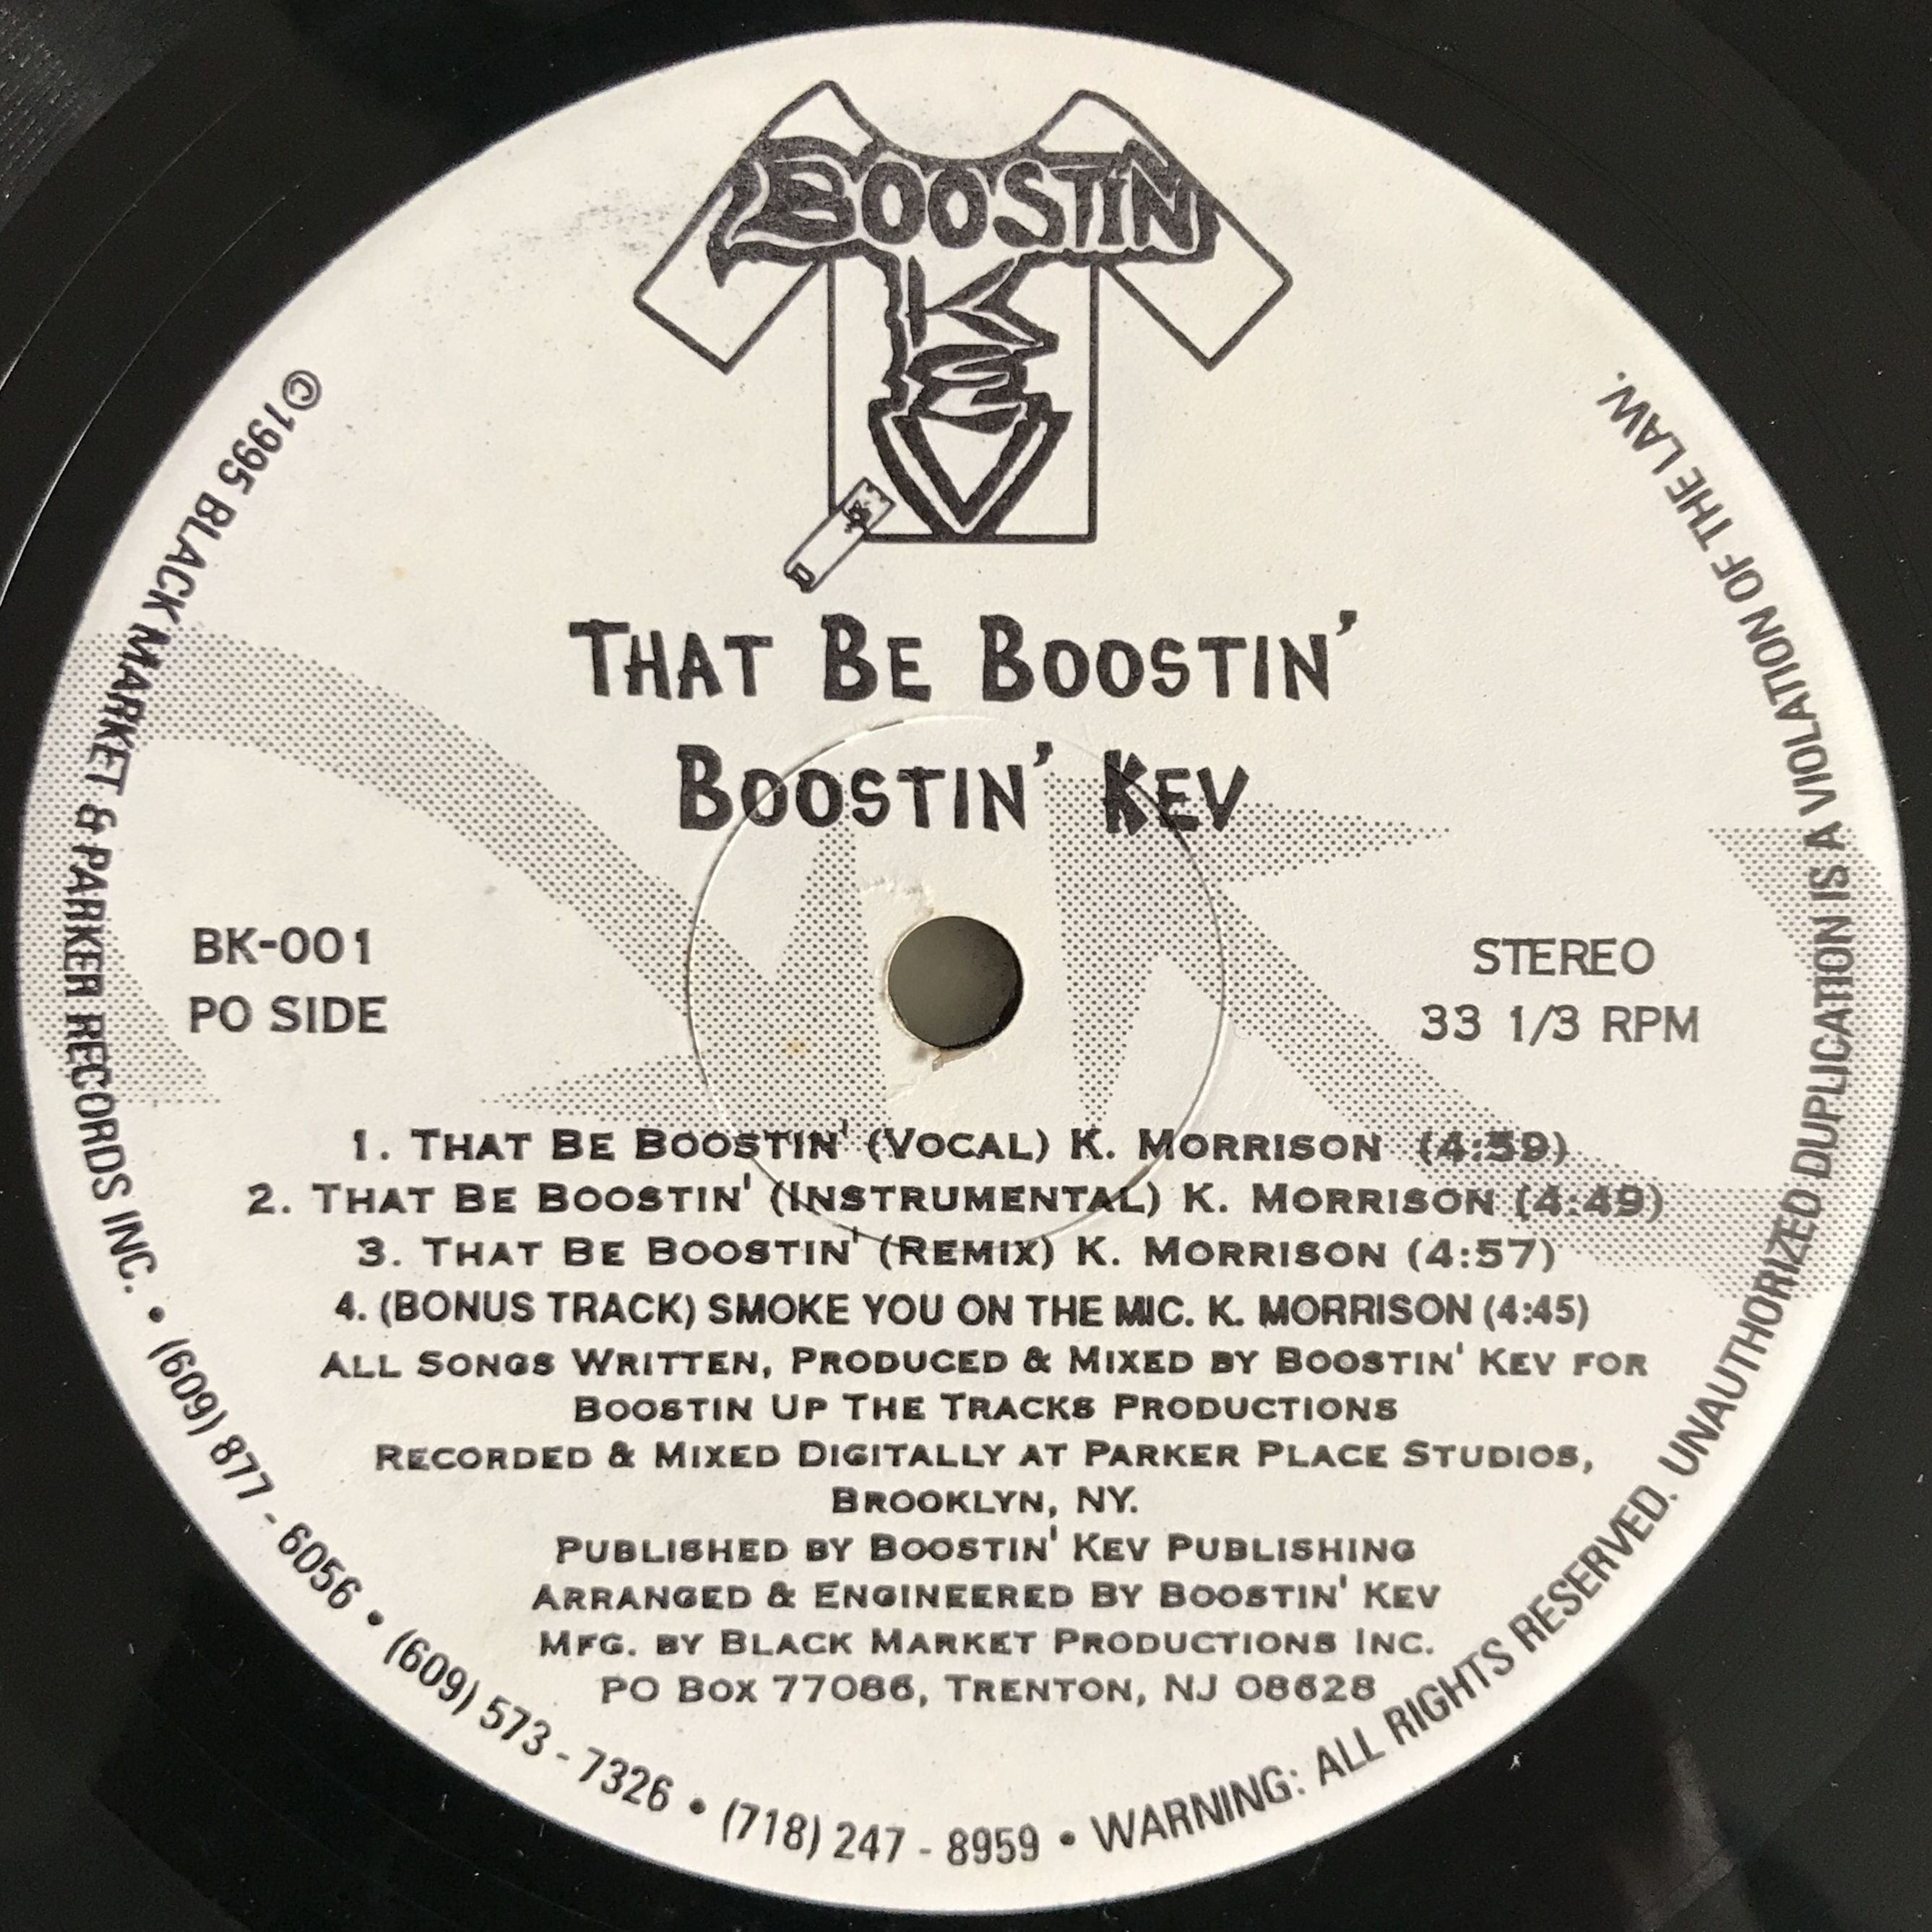 BOOSTIN
KEV
THAT BE BOOSTIN'
BOOSTIN' KEV
BK-001
PO SIDE
STEREO
33 1/3 RPM
1. THAT BE BOOSTIN' (VOCAL) K. MORRISON (4:59)
2. THAT BE BOOSTIN' (INSTRUMENTAL) K. MORRISON (4:49)
3. THAT BE BOOSTIN' (REMIX) K. MORRISON (4:57)
4. (BONUS TRACK) SMOKE YOU ON THE MIC. K. MORRISON (4:45)
ALL SONGS WRITTEN, PRODUCED & MIXED BY BOOSTIN' KEV FOR
BOOSTIN UP THE TRACKS PRODUCTIONS
RECORDED & MIXED DIGITALLY AT PARKER PLACE STUDIOS,
BROOKLYN, NY.
PUBLISHED BY BOOSTIN' KEV PUBLISHING
ARRANGED & ENGINEERED BY BOOSTIN' KEV
MFG. BY BLACK MARKET PRODUCTIONS INC.
PO BOX 77086, TRENTON, NJ 08628
©1995 BLACK MARKET & PARKER RECORDS INC. • (609) 877 - 6056 • (609) 573 - 7326 • (718) 247 - 8959 • WARNING: ALL RIGHTS RESERVED. UNAUTHORIZED DUPLICATION IS A VIOLATION OF THE LAW.